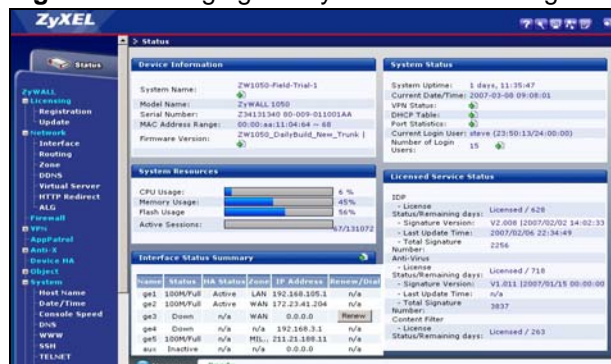 ZyXEL
Status
> Status
ZyWALL
Licensing
Registration
Update
Network
Interface
Routing
Zone
DDNS
Virtual Server
HTTP Redirect
ALG
Firewall
VPN
AppPatrol
Anti-X
Device HA
Object
System
Host Name
Date/Time
Console Speed
DNS
WWW
SSH
TELNET
Device Information
System Name: ZW1050-Field-Trial-1
Model Name: ZyWALL 1050
Serial Number: Z34131340 80-009-011001AA
MAC Address Range: 00:00:aa:11:04:64 ~ 68
Firmware Version: ZW1050_DailyBuild_New_Trunk |
System Resources
CPU Usage: 6 %
Memory Usage: 45%
Flash Usage 56%
Active Sessions: 67/131072
Interface Status Summary
Name Status HA Status Zone IP Address Renew/Dial
ge1 100M/Full Active LAN 192.168.105.1 n/a
ge2 100M/Full Active WAN 172.23.41.204 n/a
ge3 Down n/a WAN 0.0.0.0 Renew
ge4 Down n/a n/a 192.168.3.1 n/a
ge5 100M/Full n/a MIL.. 211.21.188.11 n/a
aux Inactive n/a n/a 0.0.0.0 n/a
System Status
System Uptime: 1 days, 11:35:47
Current Date/Time: 2007-03-08 09:08:01
VPN Status:
DHCP Table:
Port Statistics:
Current Login User: steve (23:50:13/24:00:00)
Number of Login Users: 15
Licensed Service Status
IDP
- License Status/Remaining days: Licensed / 628
- Signature Version: V2.008 |2007/02/02 14:02:33
- Last Update Time: 2007/02/06 22:34:49
- Total Signature Number: 2256
Anti-Virus
- License Status/Remaining days: Licensed / 718
- Signature Version: V1.011 |2007/01/15 00:00:00
- Last Update Time: n/a
- Total Signature Number: 3837
Content Filter
- License Status/Remaining days: Licensed / 263